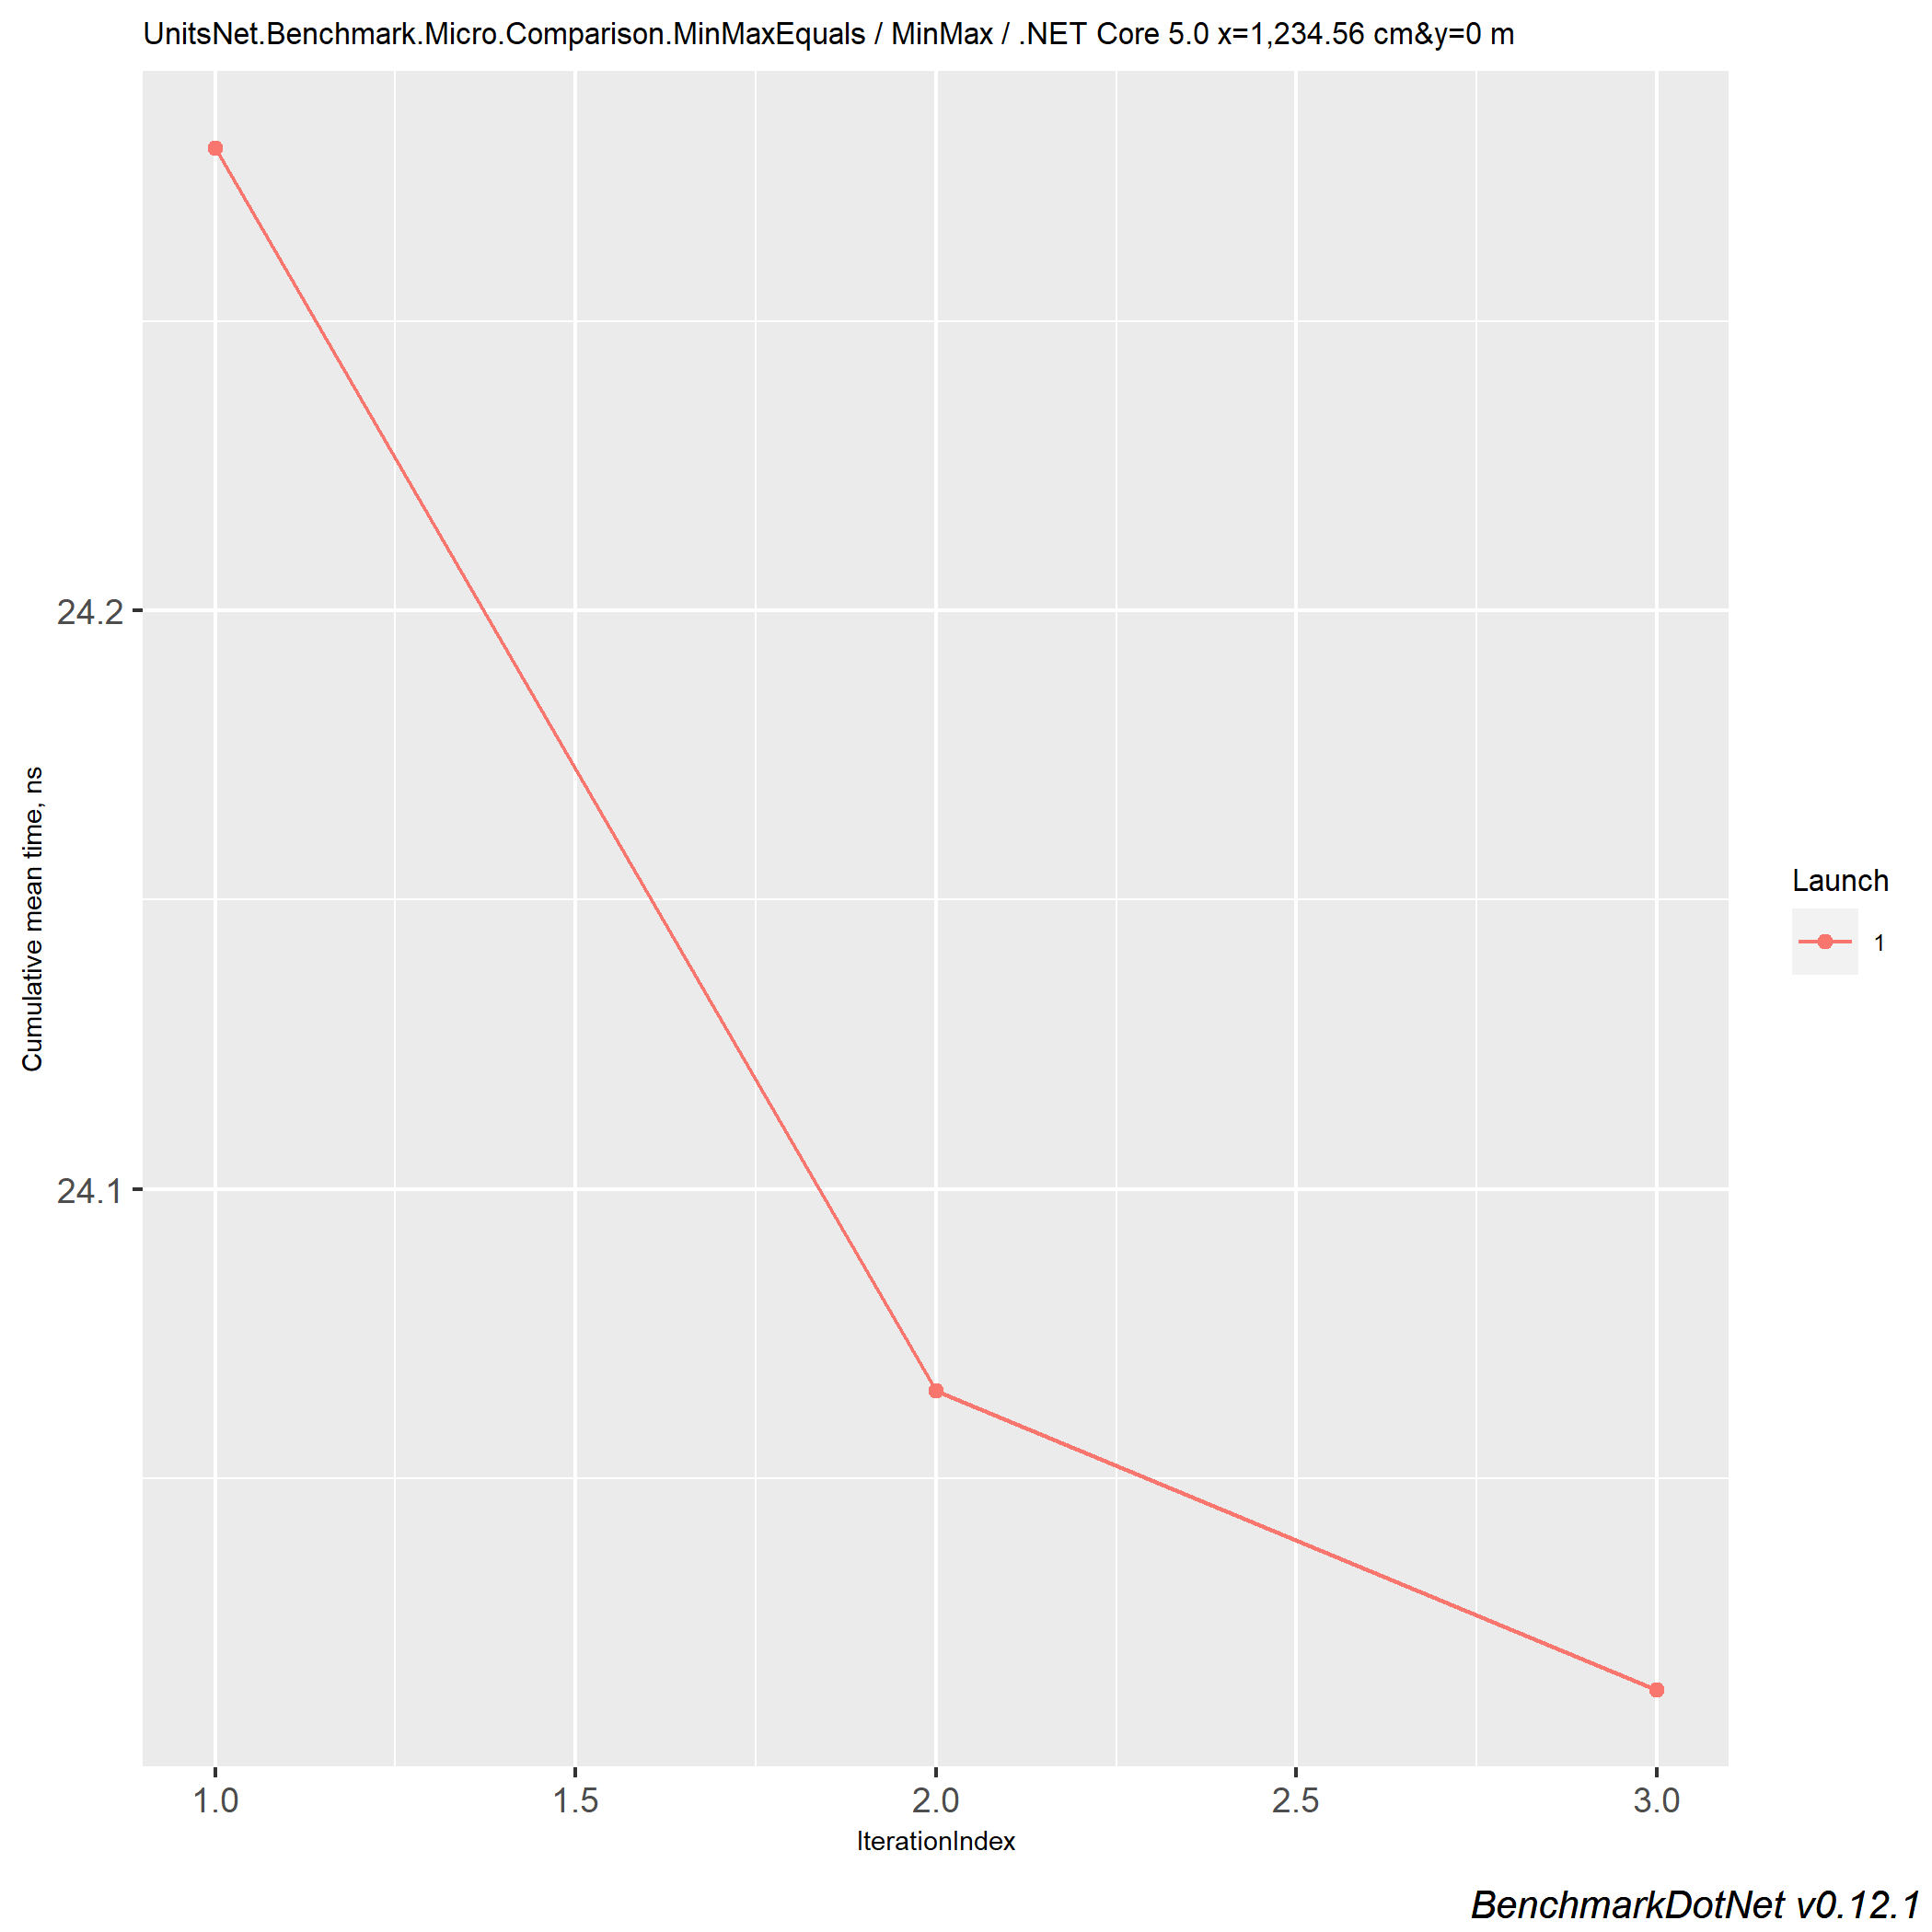 UnitsNet.Benchmark.Micro.Comparison.MinMaxEquals / MinMax / .NET Core 5.0 x=1,234.56 cm&y=0 m
Cumulative mean time, ns
24.2
24.1
1.0 1.5 2.0 2.5 3.0
IterationIndex
Launch
1
BenchmarkDotNet v0.12.1